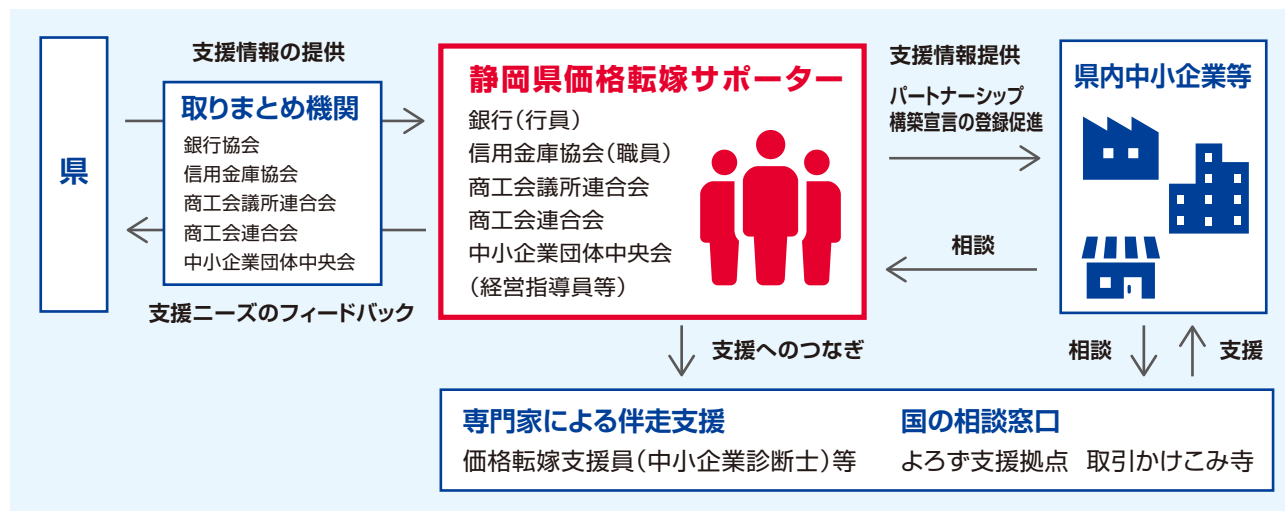 県
支援情報の提供
取りまとめ機関
銀行協会
信用金庫協会
商工会議所連合会
商工会連合会
中小企業団体中央会
支援ニーズのフィードバック
静岡県価格転嫁サポーター
銀行(行員)
信用金庫協会(職員)
商工会議所連合会
商工会連合会
中小企業団体中央会
(経営指導員等)
支援情報提供
パートナーシップ
構築宣言の登録促進
相談
県内中小企業等
支援へのつなぎ
相談
支援
専門家による伴走支援
価格転嫁支援員(中小企業診断士)等
国の相談窓口
よろず支援拠点 取引かけこみ寺